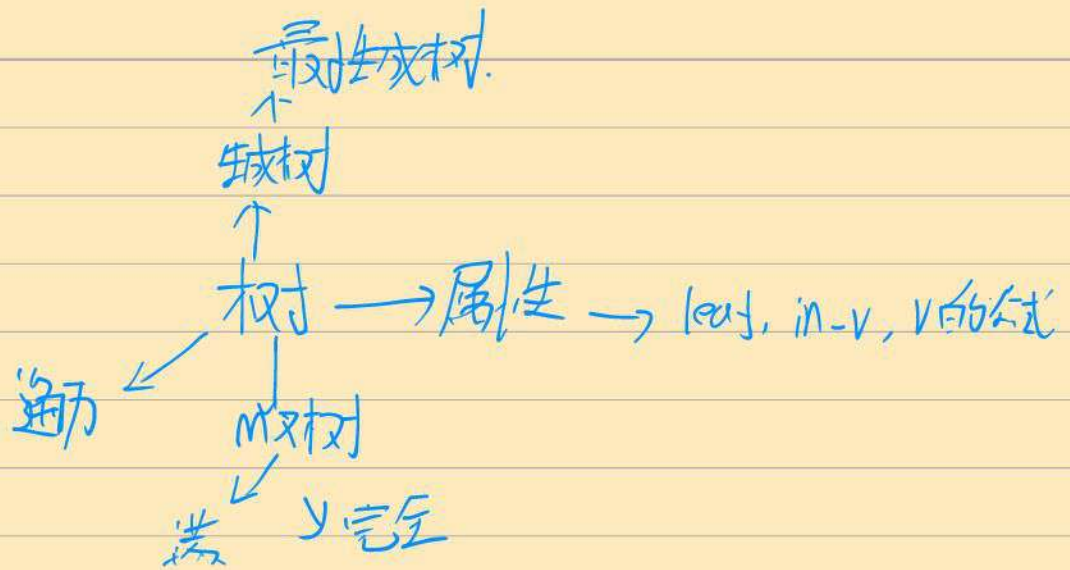 最小生成树.
生成树
树 → 属性 → leaf, in-v, v的公式
遍历
m叉树
满 完全